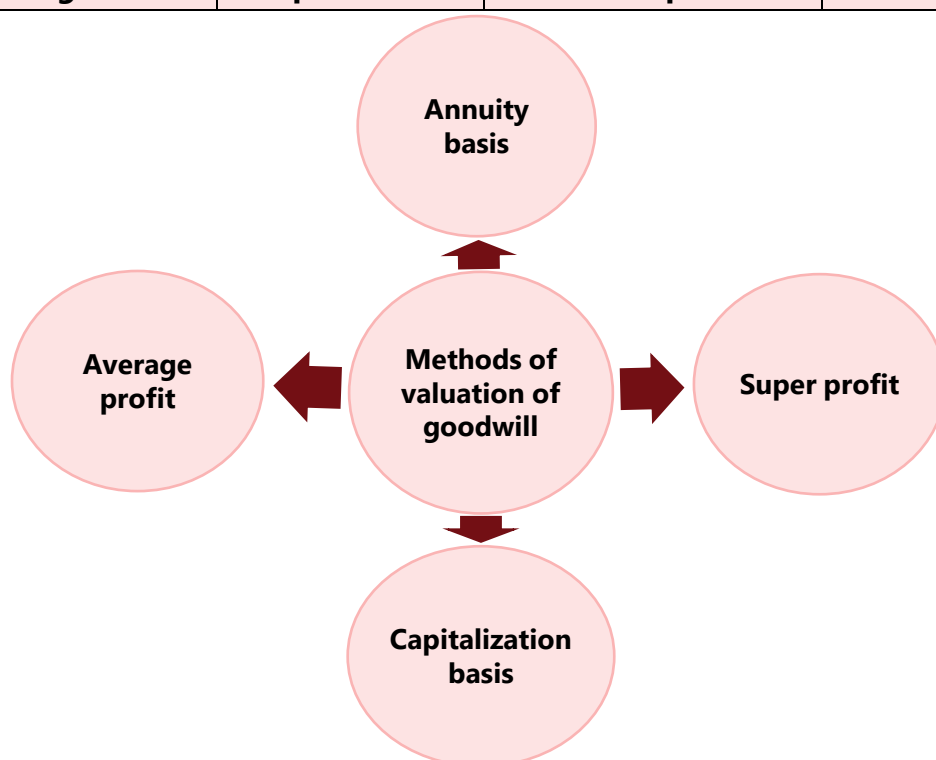 Annuity
basis
Average
profit
Methods of
valuation of
goodwill
Super profit
Capitalization
basis